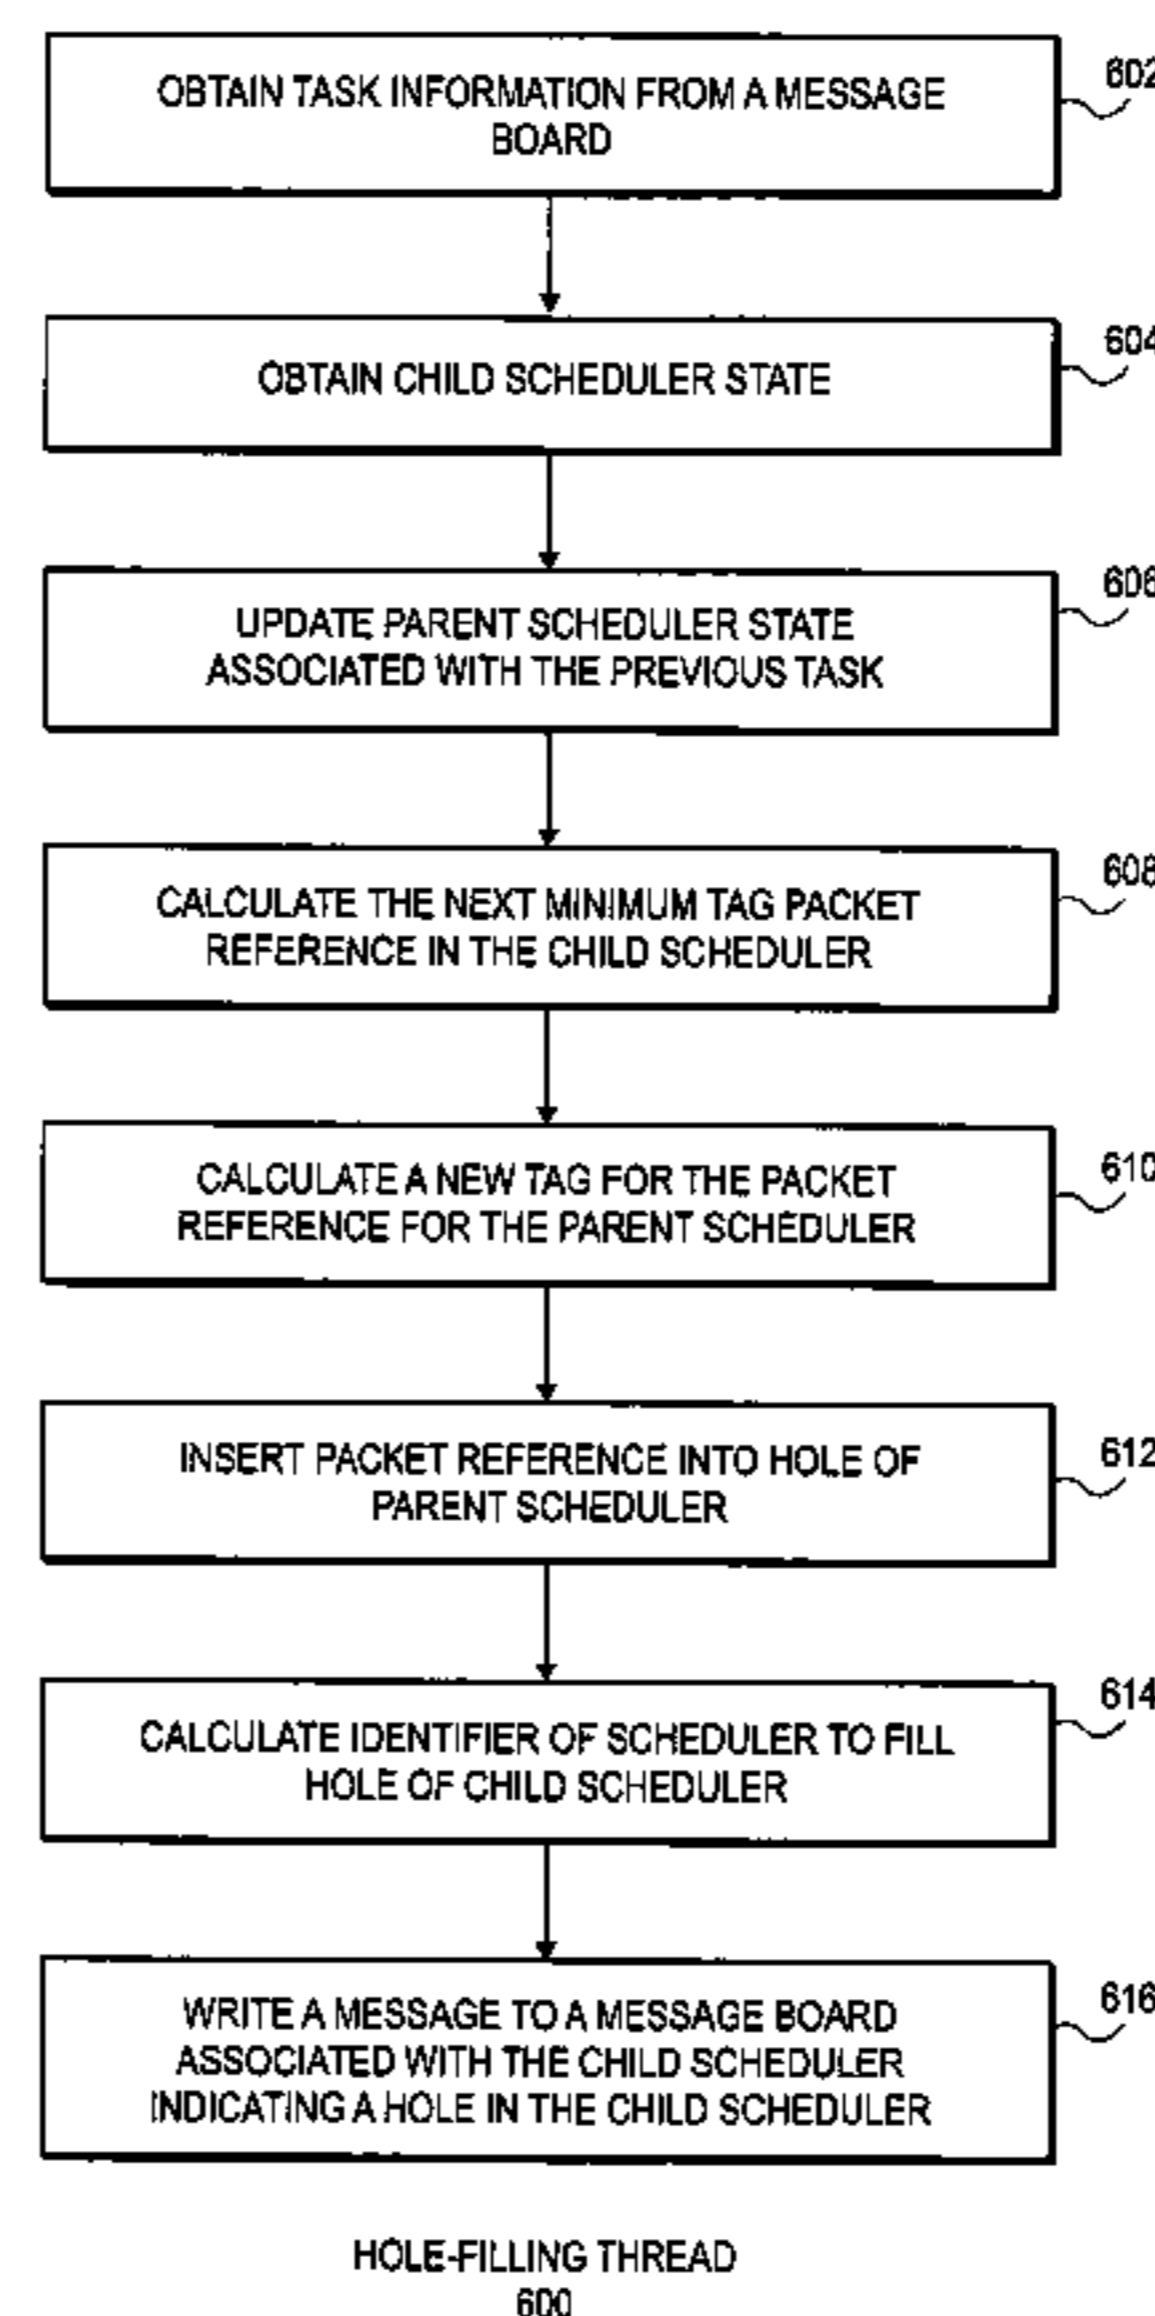 OBTAIN TASK INFORMATION FROM A MESSAGE
BOARD
602
OBTAIN CHILD SCHEDULER STATE
604
UPDATE PARENT SCHEDULER STATE
ASSOCIATED WITH THE PREVIOUS TASK
606
CALCULATE THE NEXT MINIMUM TAG PACKET
REFERENCE IN THE CHILD SCHEDULER
608
CALCULATE A NEW TAG FOR THE PACKET
REFERENCE FOR THE PARENT SCHEDULER
610
INSERT PACKET REFERENCE INTO HOLE OF
PARENT SCHEDULER
612
CALCULATE IDENTIFIER OF SCHEDULER TO FILL
HOLE OF CHILD SCHEDULER
614
WRITE A MESSAGE TO A MESSAGE BOARD
ASSOCIATED WITH THE CHILD SCHEDULER
INDICATING A HOLE IN THE CHILD SCHEDULER
616
HOLE-FILLING THREAD
600